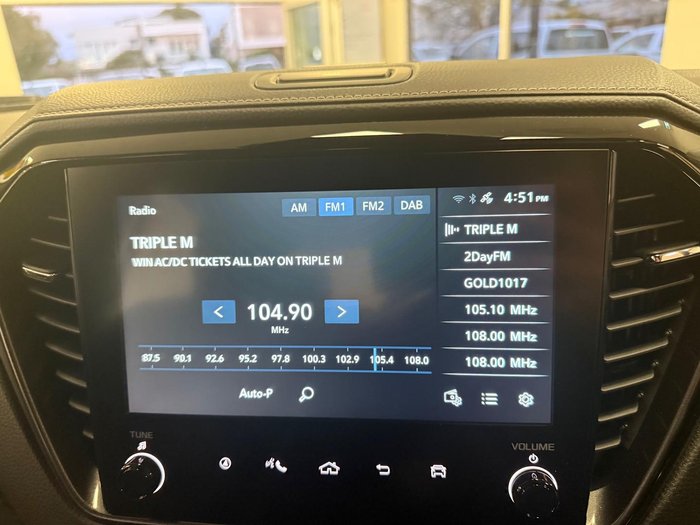 Radio
AM FM1 FM2 DAB
4:51PM
TRIPLE M
WIN AC/DC TICKETS ALL DAY ON TRIPLE M
< 104.90 >
MHz
87.5 90.1 92.6 95.2 97.8 100.3 102.9 105.4 108.0
Auto-P
TRIPLE M
2DayFM
GOLD1017
105.10 MHz
108.00 MHz
108.00 MHz
TUNE
VOLUME